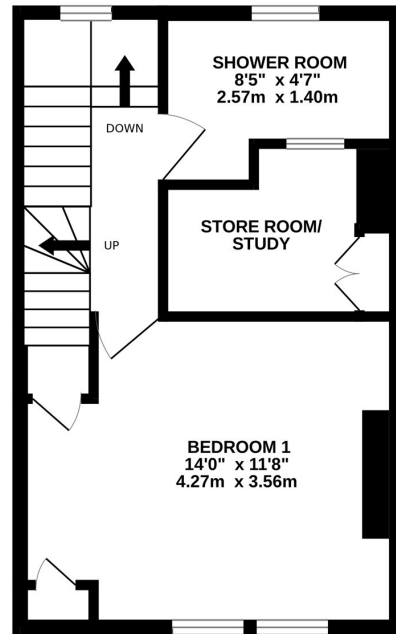 SHOWER ROOM
8'5" x 4'7"
2.57m x 1.40m
DOWN
STORE ROOM/
STUDY
UP
BEDROOM 1
14'0" x 11'8"
4.27m x 3.56m